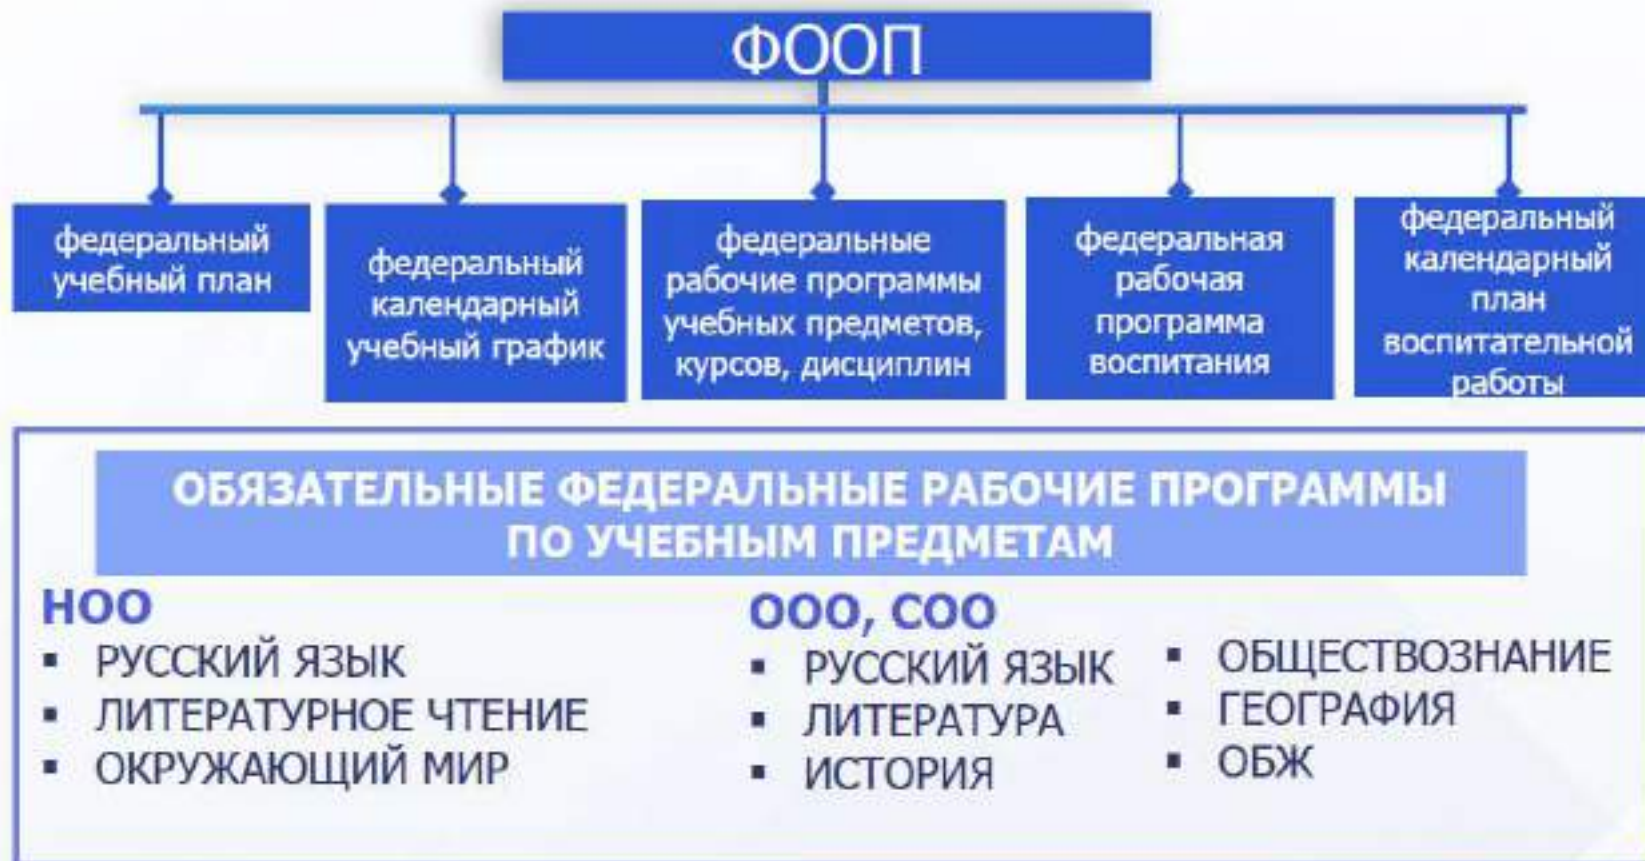 ФООП
федеральный
учебный план
федеральный
календарный
учебный график
федеральные
рабочие программы
учебных предметов,
курсов, дисциплин
федеральная
рабочая
программа
воспитания
федеральный
календарный
план
воспитательной
работы
ОБЯЗАТЕЛЬНЫЕ ФЕДЕРАЛЬНЫЕ РАБОЧИЕ ПРОГРАММЫ
ПО УЧЕБНЫМ ПРЕДМЕТАМ
НОО
▪ РУССКИЙ ЯЗЫК
▪ ЛИТЕРАТУРНОЕ ЧТЕНИЕ
▪ ОКРУЖАЮЩИЙ МИР
ООО, СОО
▪ РУССКИЙ ЯЗЫК
▪ ЛИТЕРАТУРА
▪ ИСТОРИЯ
▪ ОБЩЕСТВОЗНАНИЕ
▪ ГЕОГРАФИЯ
▪ ОБЖ